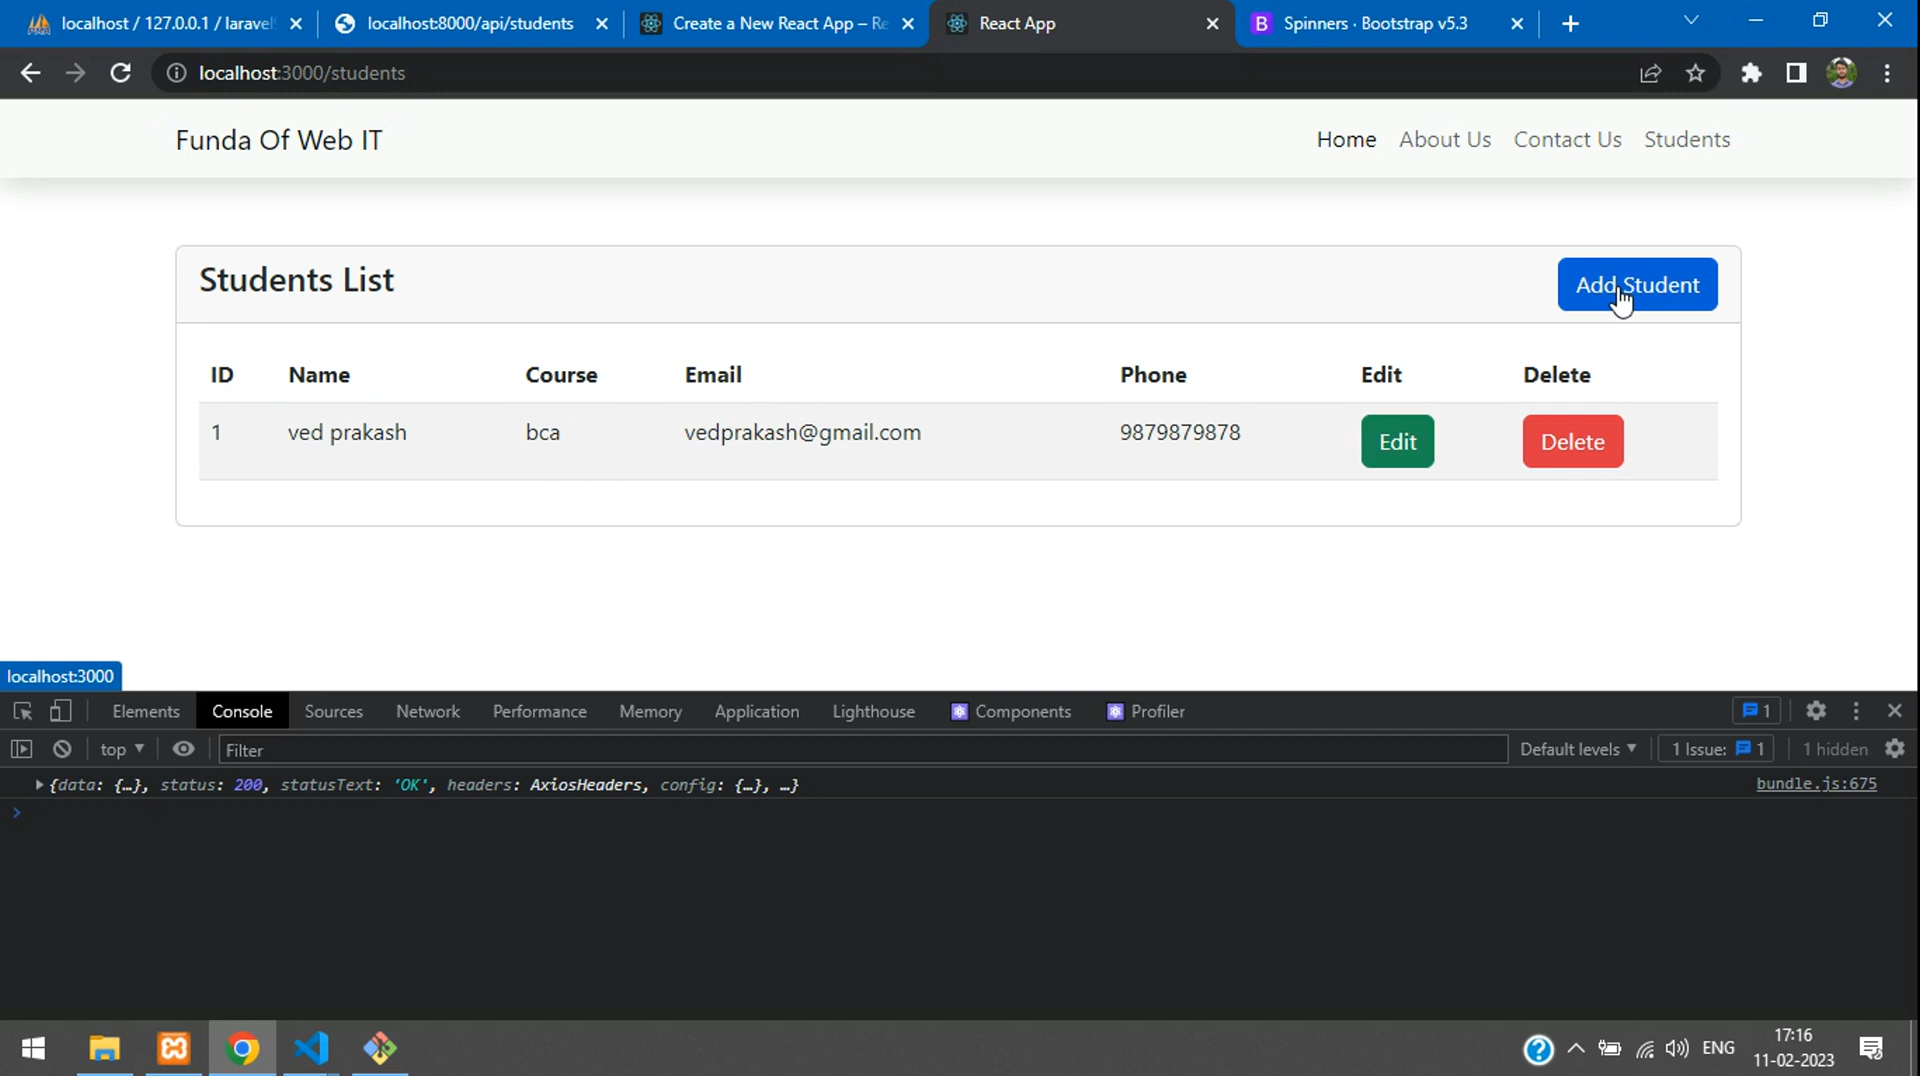 localhost / 127.0.0.1 / laravel
localhost:8000/api/students
Create a New React App – Re
React App
B Spinners · Bootstrap v5.3
localhost:3000/students
Funda Of Web IT
Home About Us Contact Us Students
Students List
Add Student
ID Name Course Email Phone Edit Delete
1 ved prakash bca vedprakash@gmail.com 9879879878 Edit Delete
localhost:3000
Elements Console Sources Network Performance Memory Application Lighthouse Components Profiler 1
top Filter Default levels 1 Issue: 1 1 hidden
{data: {…}, status: 200, statusText: 'OK', headers: AxiosHeaders, config: {…}, …} bundle.js:675
ENG
17:16
11-02-2023